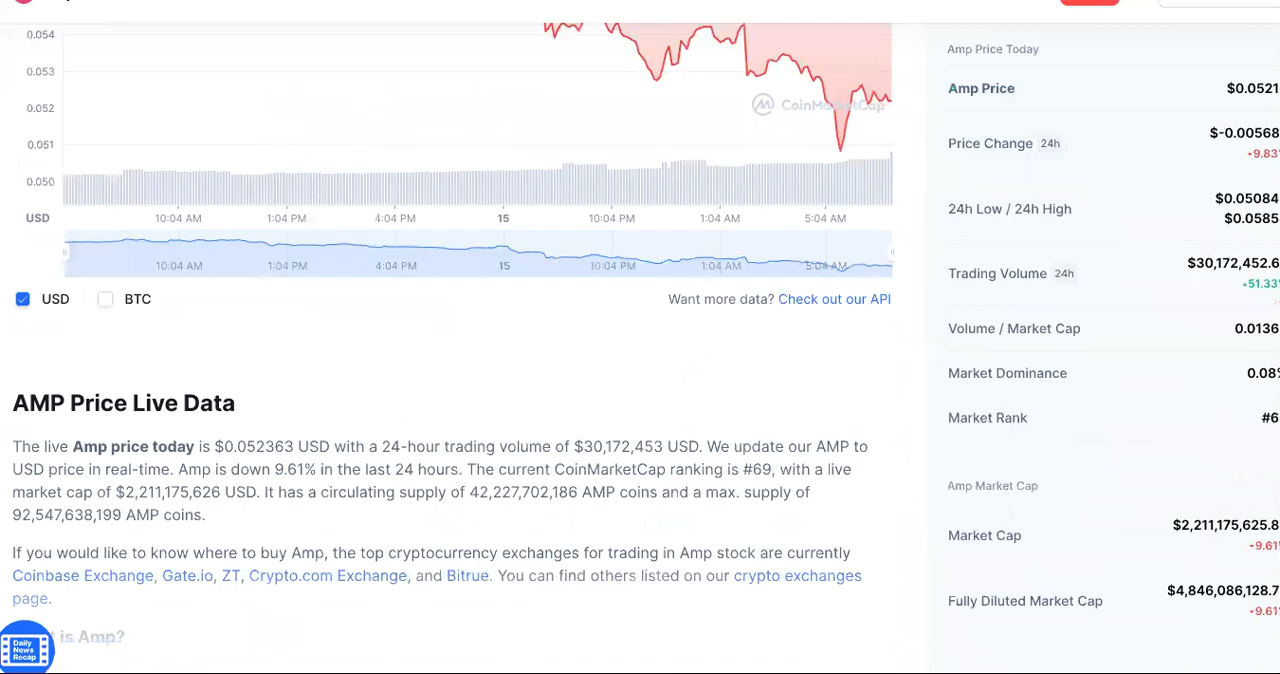 0.054
0.053
0.052
0.051
0.050
CoinMarketCap
USD
10:04 AM 1:04 PM 4:04 PM 15 10:04 PM 1:04 AM 5:04 AM
10:04 AM 1:04 PM 4:04 PM 15 10:04 PM 1:04 AM 5:04 AM
USD BTC
Want more data? Check out our API
AMP Price Live Data
The live Amp price today is $0.052363 USD with a 24-hour trading volume of $30,172,453 USD. We update our AMP to
USD price in real-time. Amp is down 9.61% in the last 24 hours. The current CoinMarketCap ranking is #69, with a live
market cap of $2,211,175,626 USD. It has a circulating supply of 42,227,702,186 AMP coins and a max. supply of
92,547,638,199 AMP coins.
If you would like to know where to buy Amp, the top cryptocurrency exchanges for trading in Amp stock are currently
Coinbase Exchange, Gate.io, ZT, Crypto.com Exchange, and Bitrue. You can find others listed on our crypto exchanges
page.
is Amp?
Daily
News
Recap
Amp Price Today
Amp Price $0.0521
Price Change 24h $-0.00568
9.83
24h Low / 24h High $0.05084
$0.0585
Trading Volume 24h $30,172,452.6
51.33
Volume / Market Cap 0.0136
Market Dominance 0.08%
Market Rank #6
Amp Market Cap
Market Cap $2,211,175,625.8
-9.61
Fully Diluted Market Cap $4,846,086,128.7
-9.61